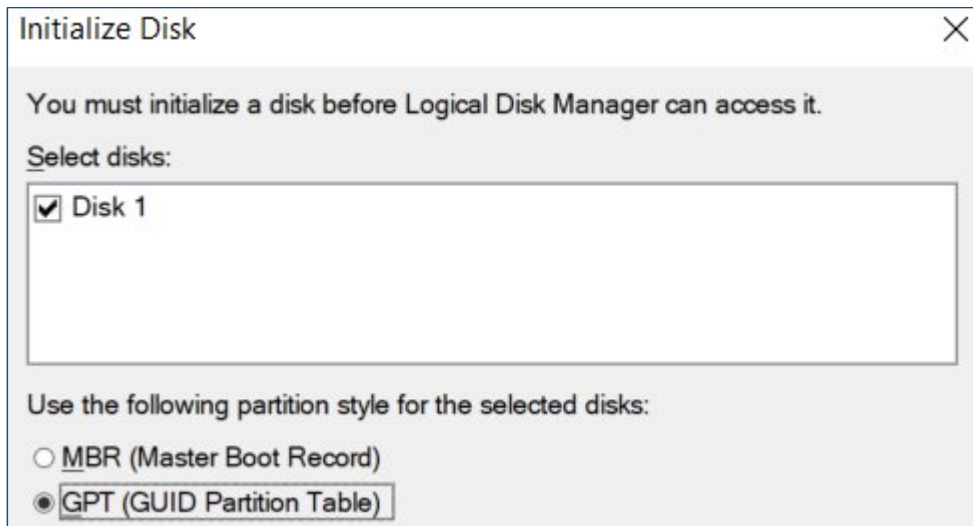 Initialize Disk
You must initialize a disk before Logical Disk Manager can access it.
Select disks:
Disk 1
Use the following partition style for the selected disks:
MBR (Master Boot Record)
GPT (GUID Partition Table)